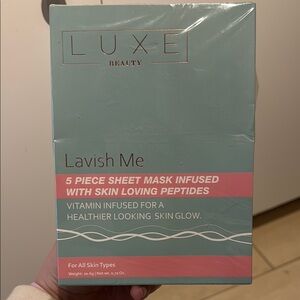 LUXE
BEAUTY
Lavish Me
5 PIECE SHEET MASK INFUSED
WITH SKIN LOVING PEPTIDES
VITAMIN INFUSED FOR A
HEALTHIER LOOKING SKIN GLOW.
For All Skin Types